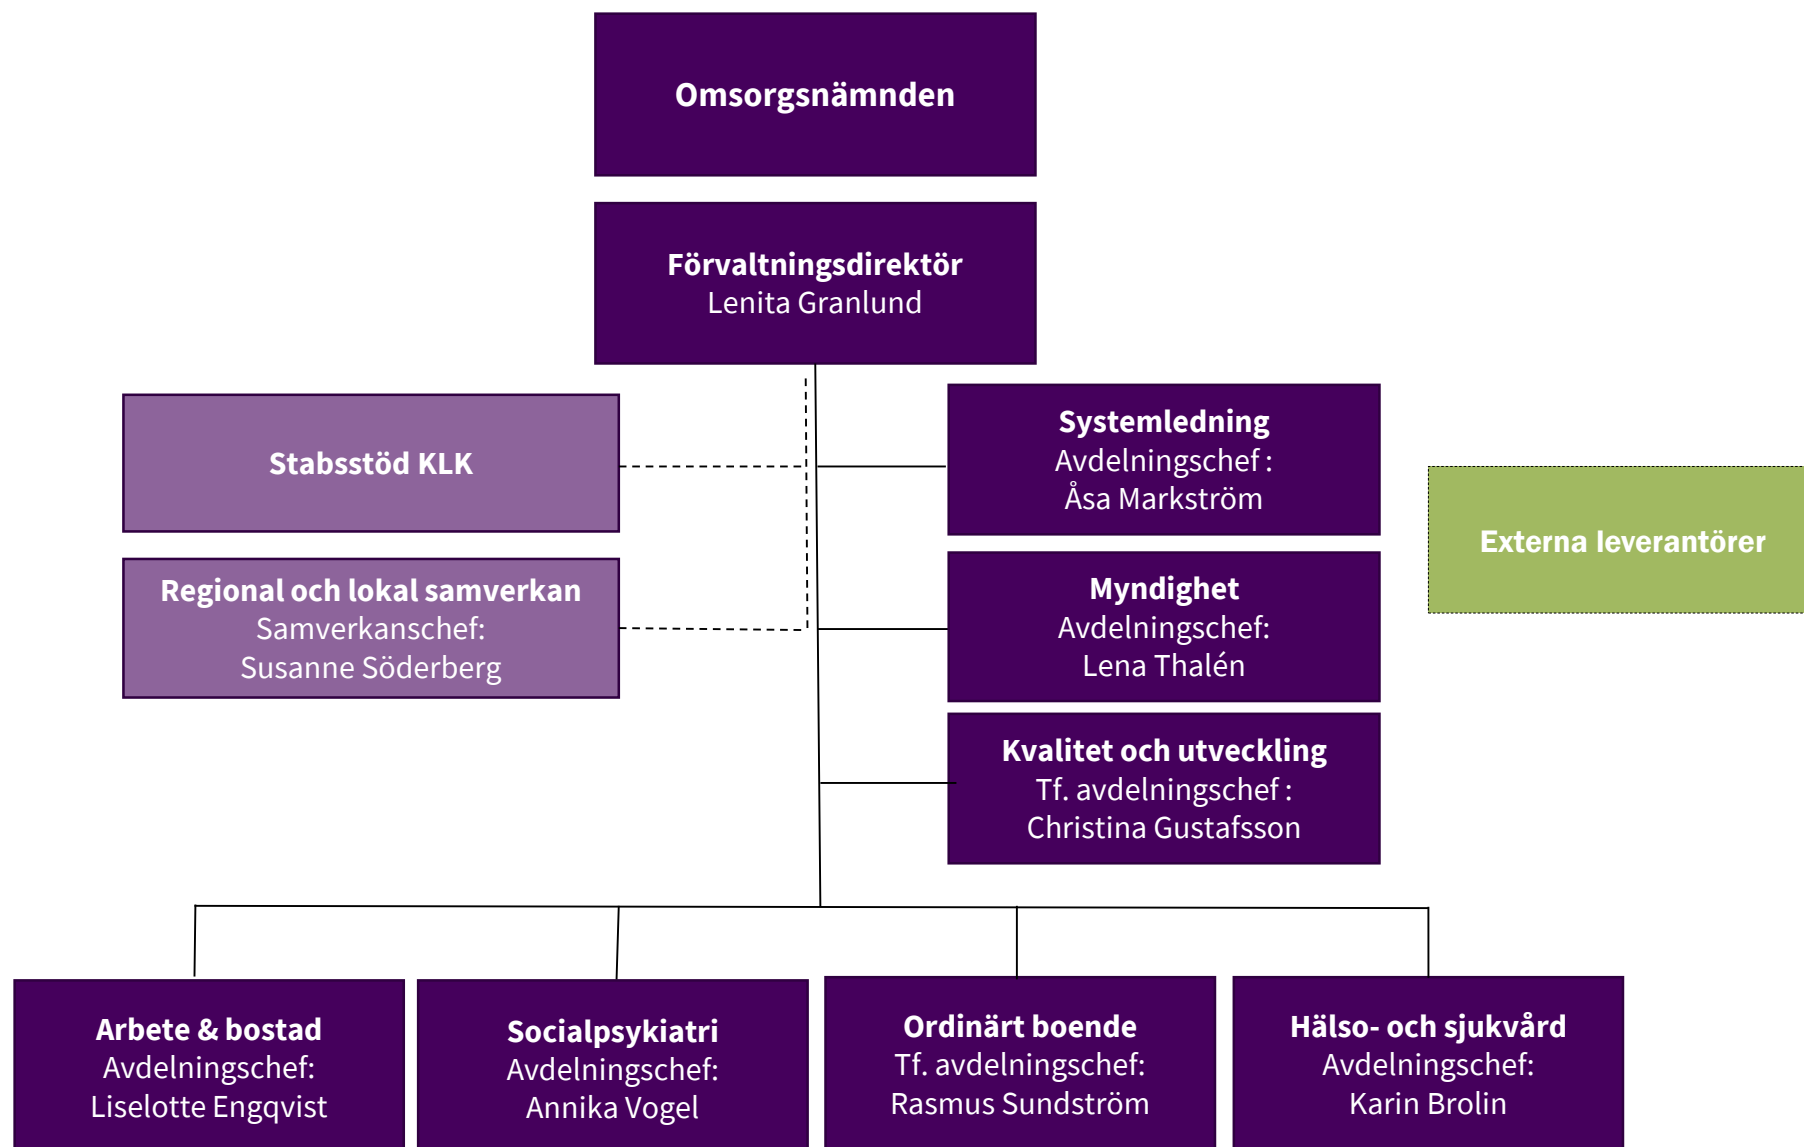 Omsorgsnämnden
Förvaltningsdirektör
Lenita Granlund
Stabsstöd KLK
Regional och lokal samverkan
Samverkanschef:
Susanne Söderberg
Systemledning
Avdelningschef :
Åsa Markström
Myndighet
Avdelningschef:
Lena Thalén
Kvalitet och utveckling
Tf. avdelningschef :
Christina Gustafsson
Externa leverantörer
Arbete & bostad
Avdelningschef:
Liselotte Engqvist
Socialpsykiatri
Avdelningschef:
Annika Vogel
Ordinärt boende
Tf. avdelningschef:
Rasmus Sundström
Hälso- och sjukvård
Avdelningschef:
Karin Brolin